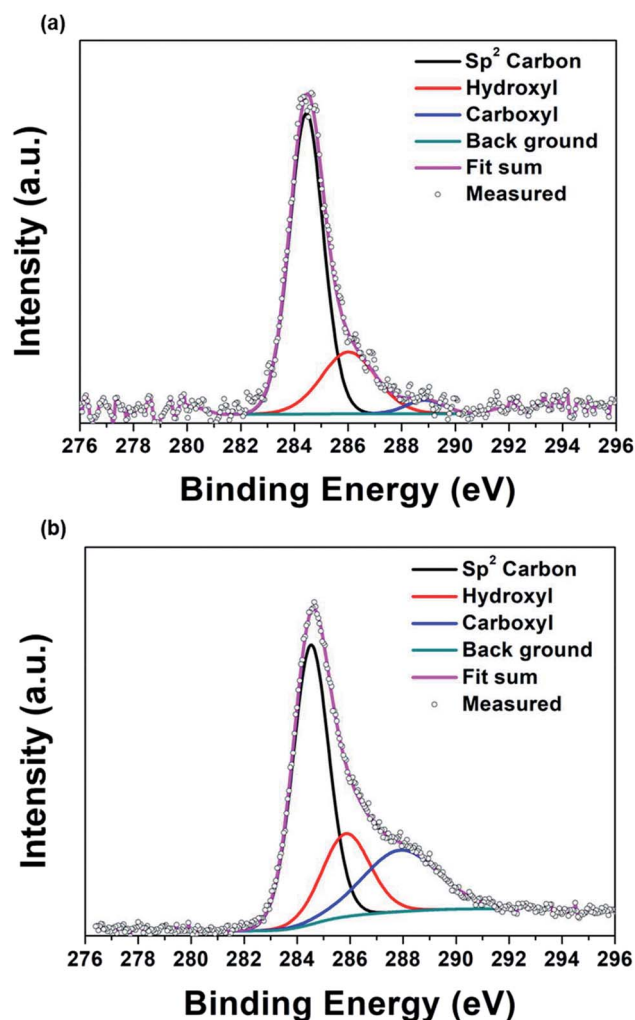 (a)
Sp² Carbon
Hydroxyl
Carboxyl
Back ground
Fit sum
Measured
Intensity (a.u.)
276 278 280 282 284 286 288 290 292 294 296
Binding Energy (eV)
(b)
Sp² Carbon
Hydroxyl
Carboxyl
Back ground
Fit sum
Measured
Intensity (a.u.)
276 278 280 282 284 286 288 290 292 294 296
Binding Energy (eV)